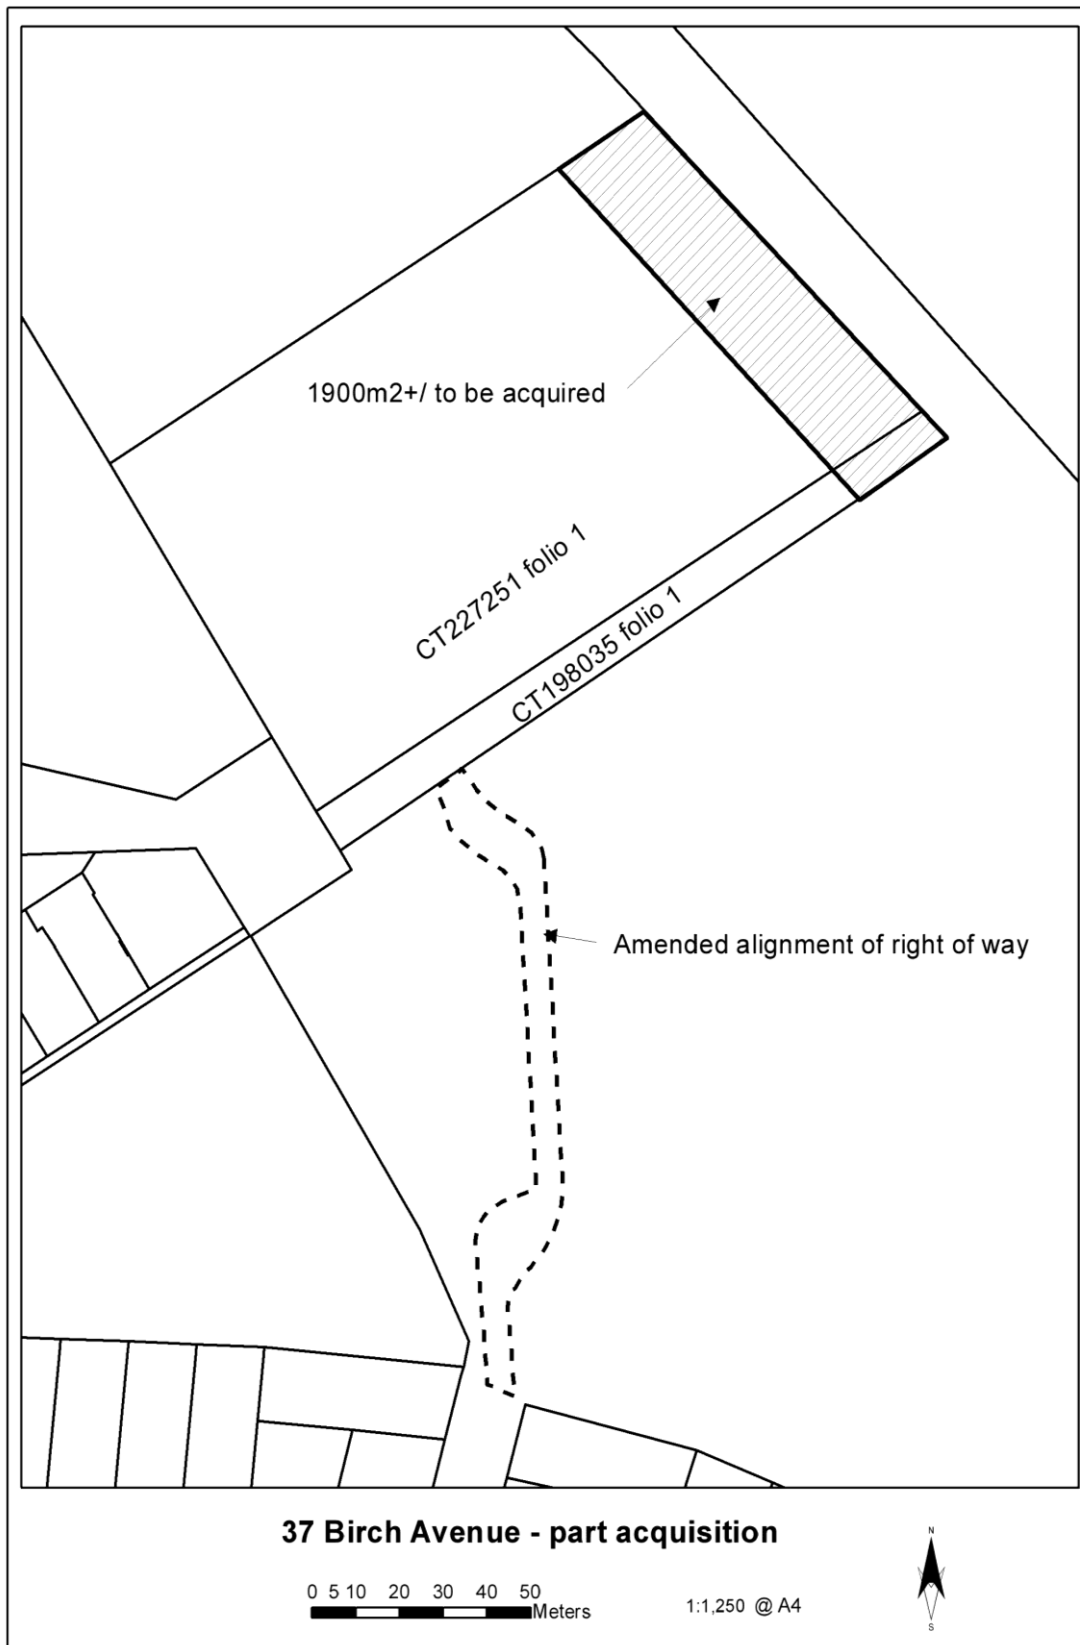 1900m2+/ to be acquired
CT227251 folio 1
CT198035 folio 1
Amended alignment of right of way
37 Birch Avenue - part acquisition
0 5 10 20 30 40 50
Meters
1:1,250 @ A4
N
S